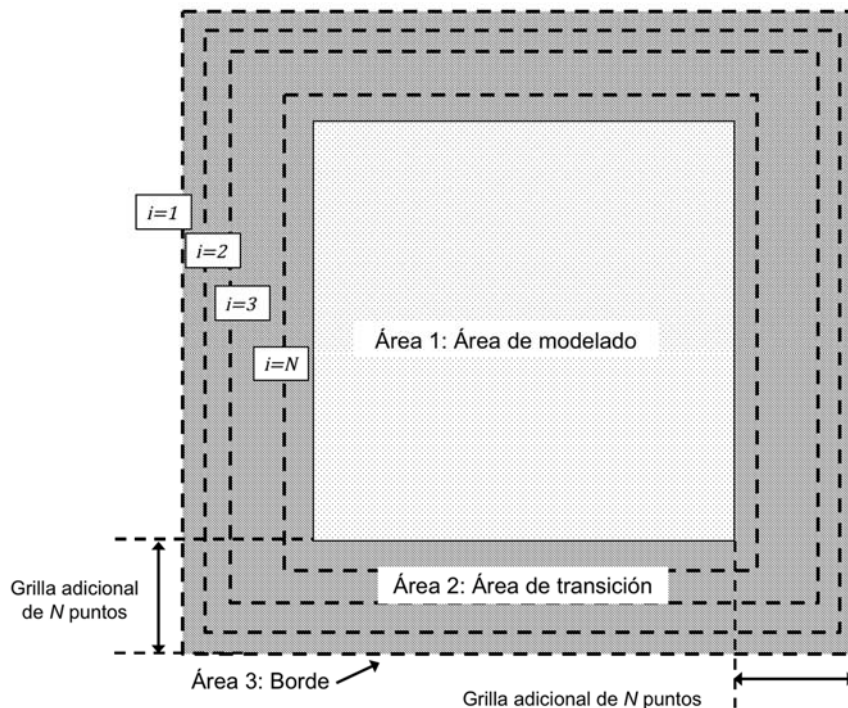 i=1
i=2
i=3
i=N
Área 1: Área de modelado
Área 2: Área de transición
Grilla adicional
de N puntos
Área 3: Borde
Grilla adicional de N puntos